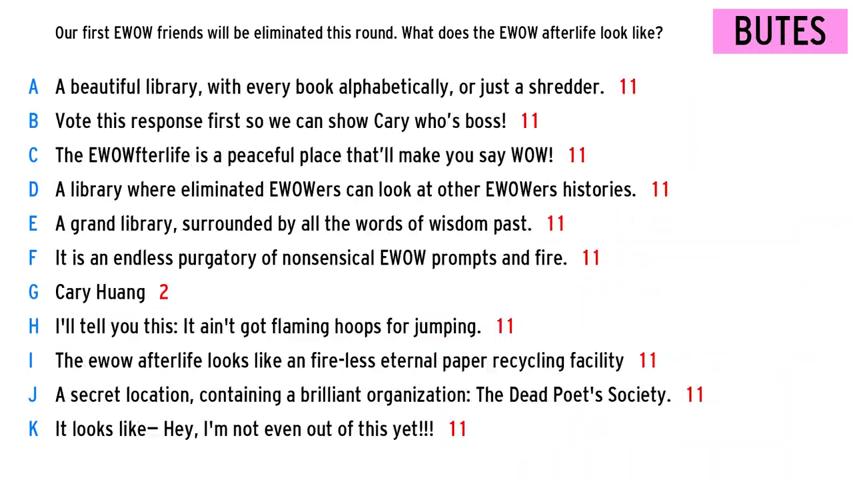 Our first EWOW friends will be eliminated this round. What does the EWOW afterlife look like?
BUTES
A A beautiful library, with every book alphabetically, or just a shredder. 11
B Vote this response first so we can show Cary who’s boss! 11
C The EWOWfterlife is a peaceful place that’ll make you say WOW! 11
D A library where eliminated EWOWers can look at other EWOWers histories. 11
E A grand library, surrounded by all the words of wisdom past. 11
F It is an endless purgatory of nonsensical EWOW prompts and fire. 11
G Cary Huang 2
H I'll tell you this: It ain't got flaming hoops for jumping. 11
I The ewow afterlife looks like an fire-less eternal paper recycling facility 11
J A secret location, containing a brilliant organization: The Dead Poet's Society. 11
K It looks like— Hey, I'm not even out of this yet!!! 11